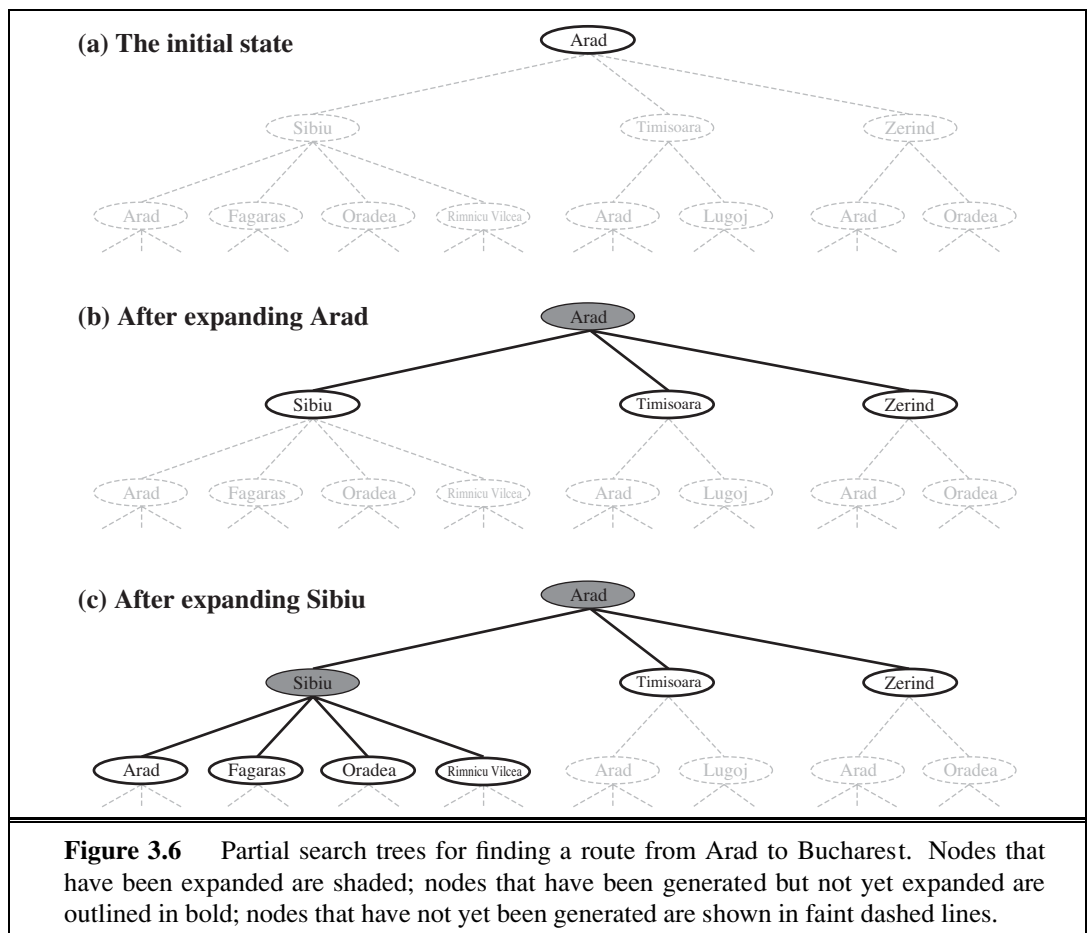 (a) The initial state
Arad
Sibiu
Timisoara
Zerind
Arad
Fagaras
Oradea
Rimnicu Vilcea
Arad
Lugoj
Arad
Oradea
(b) After expanding Arad
Arad
Sibiu
Timisoara
Zerind
Arad
Fagaras
Oradea
Rimnicu Vilcea
Arad
Lugoj
Arad
Oradea
(c) After expanding Sibiu
Arad
Sibiu
Timisoara
Zerind
Arad
Fagaras
Oradea
Rimnicu Vilcea
Arad
Lugoj
Arad
Oradea
Figure 3.6 Partial search trees for finding a route from Arad to Bucharest. Nodes that
have been expanded are shaded; nodes that have been generated but not yet expanded are
outlined in bold; nodes that have not yet been generated are shown in faint dashed lines.